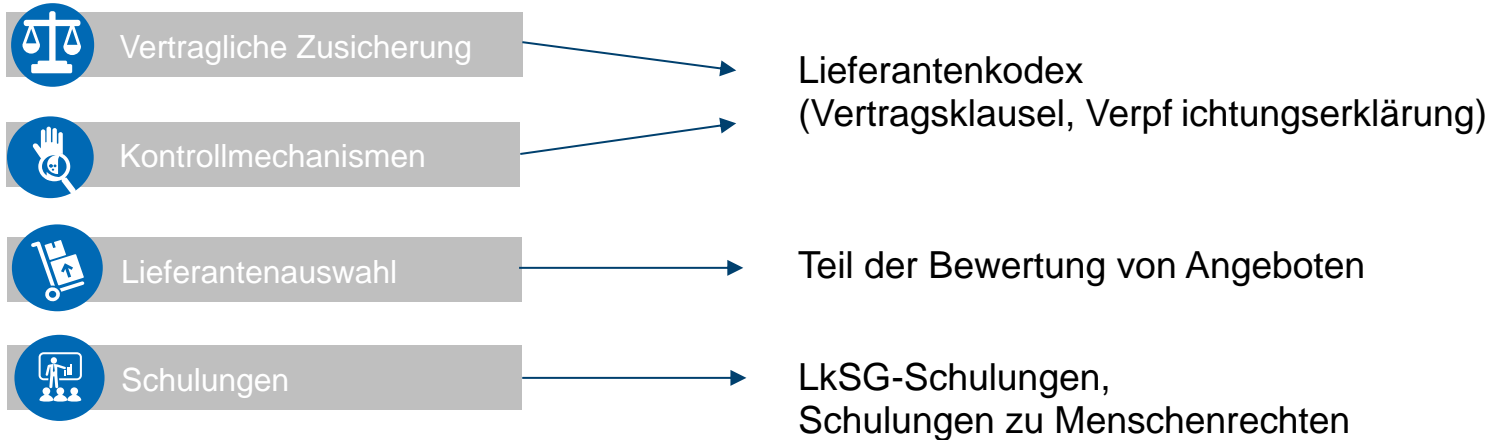 Vertragliche Zusicherung
Lieferantenkodex
(Vertragsklausel, Verpf ichtungserklärung)
Kontrollmechanismen
Lieferantenauswahl
Teil der Bewertung von Angeboten
Schulungen
LkSG-Schulungen,
Schulungen zu Menschenrechten